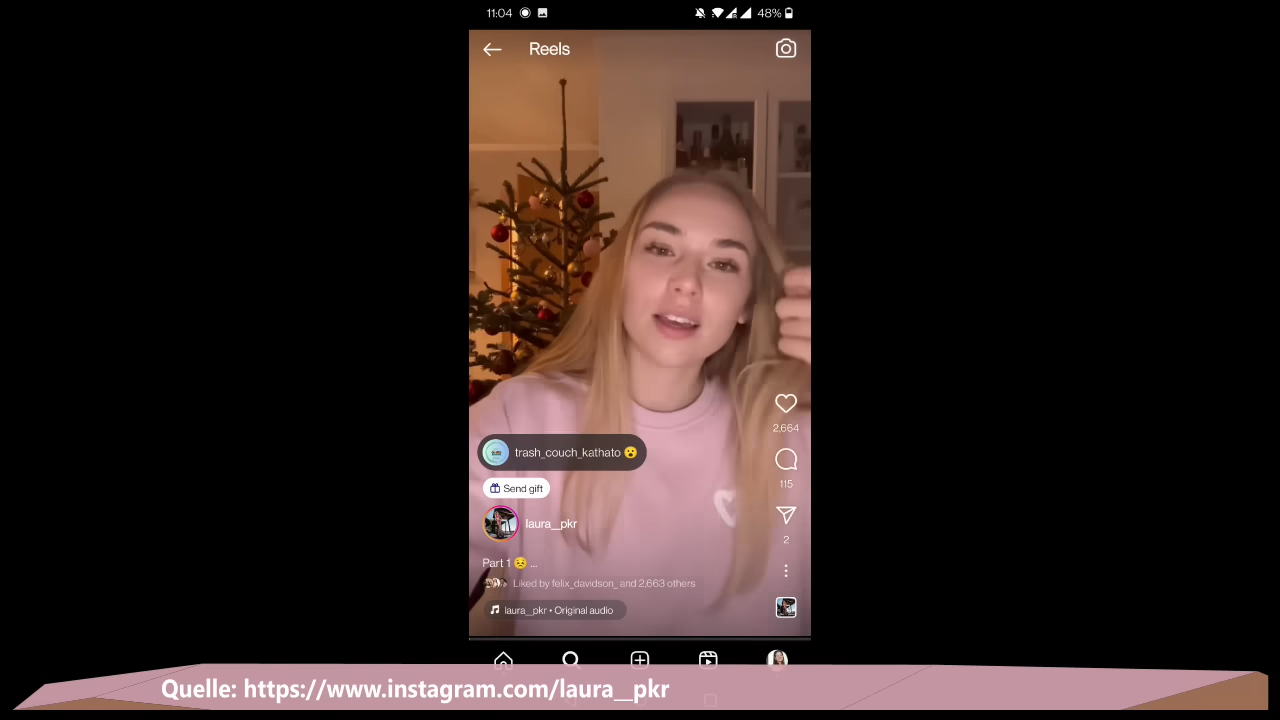 11:04
48%
Reels
2,664
trash_couch_kathato 😮
115
Send gift
laura__pkr
2
Part 1 😣 ...
Liked by felix_davidson_ and 2,663 others
laura__pkr • Original audio
Quelle: https://www.instagram.com/laura__pkr